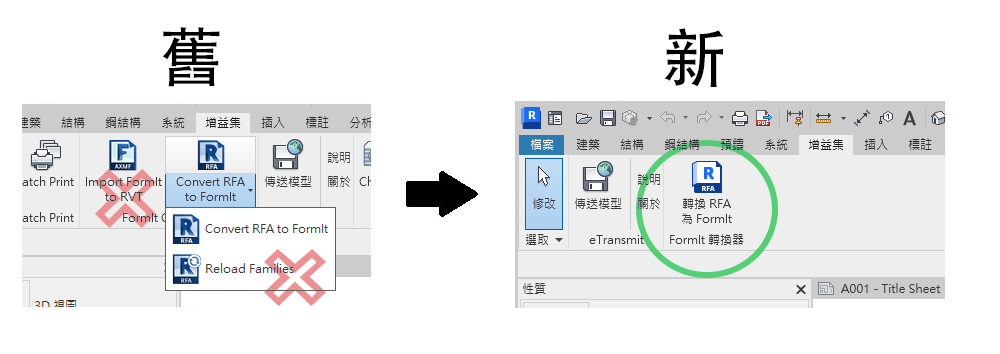 舊
新
建築 結構 鋼結構 系統 增益集 插入 標註 分析
AXMF
RFA
atch Print
Import FormIt
to RVT
Convert RFA
to FormIt
傳送模型
說明
關於
Ch
atch Print
FormIt C
RFA
Convert RFA to FormIt
RFA
Reload Families
3D 視圖
R
PDF
A
檔案 建築 結構 鋼結構 預鑄 系統 增益集 插入 標註
修改
傳送模型
說明
關於
R
RFA
轉換 RFA
為 FormIt
選取
eTransmit
FormIt 轉換器
性質
A001 - Title Sheet